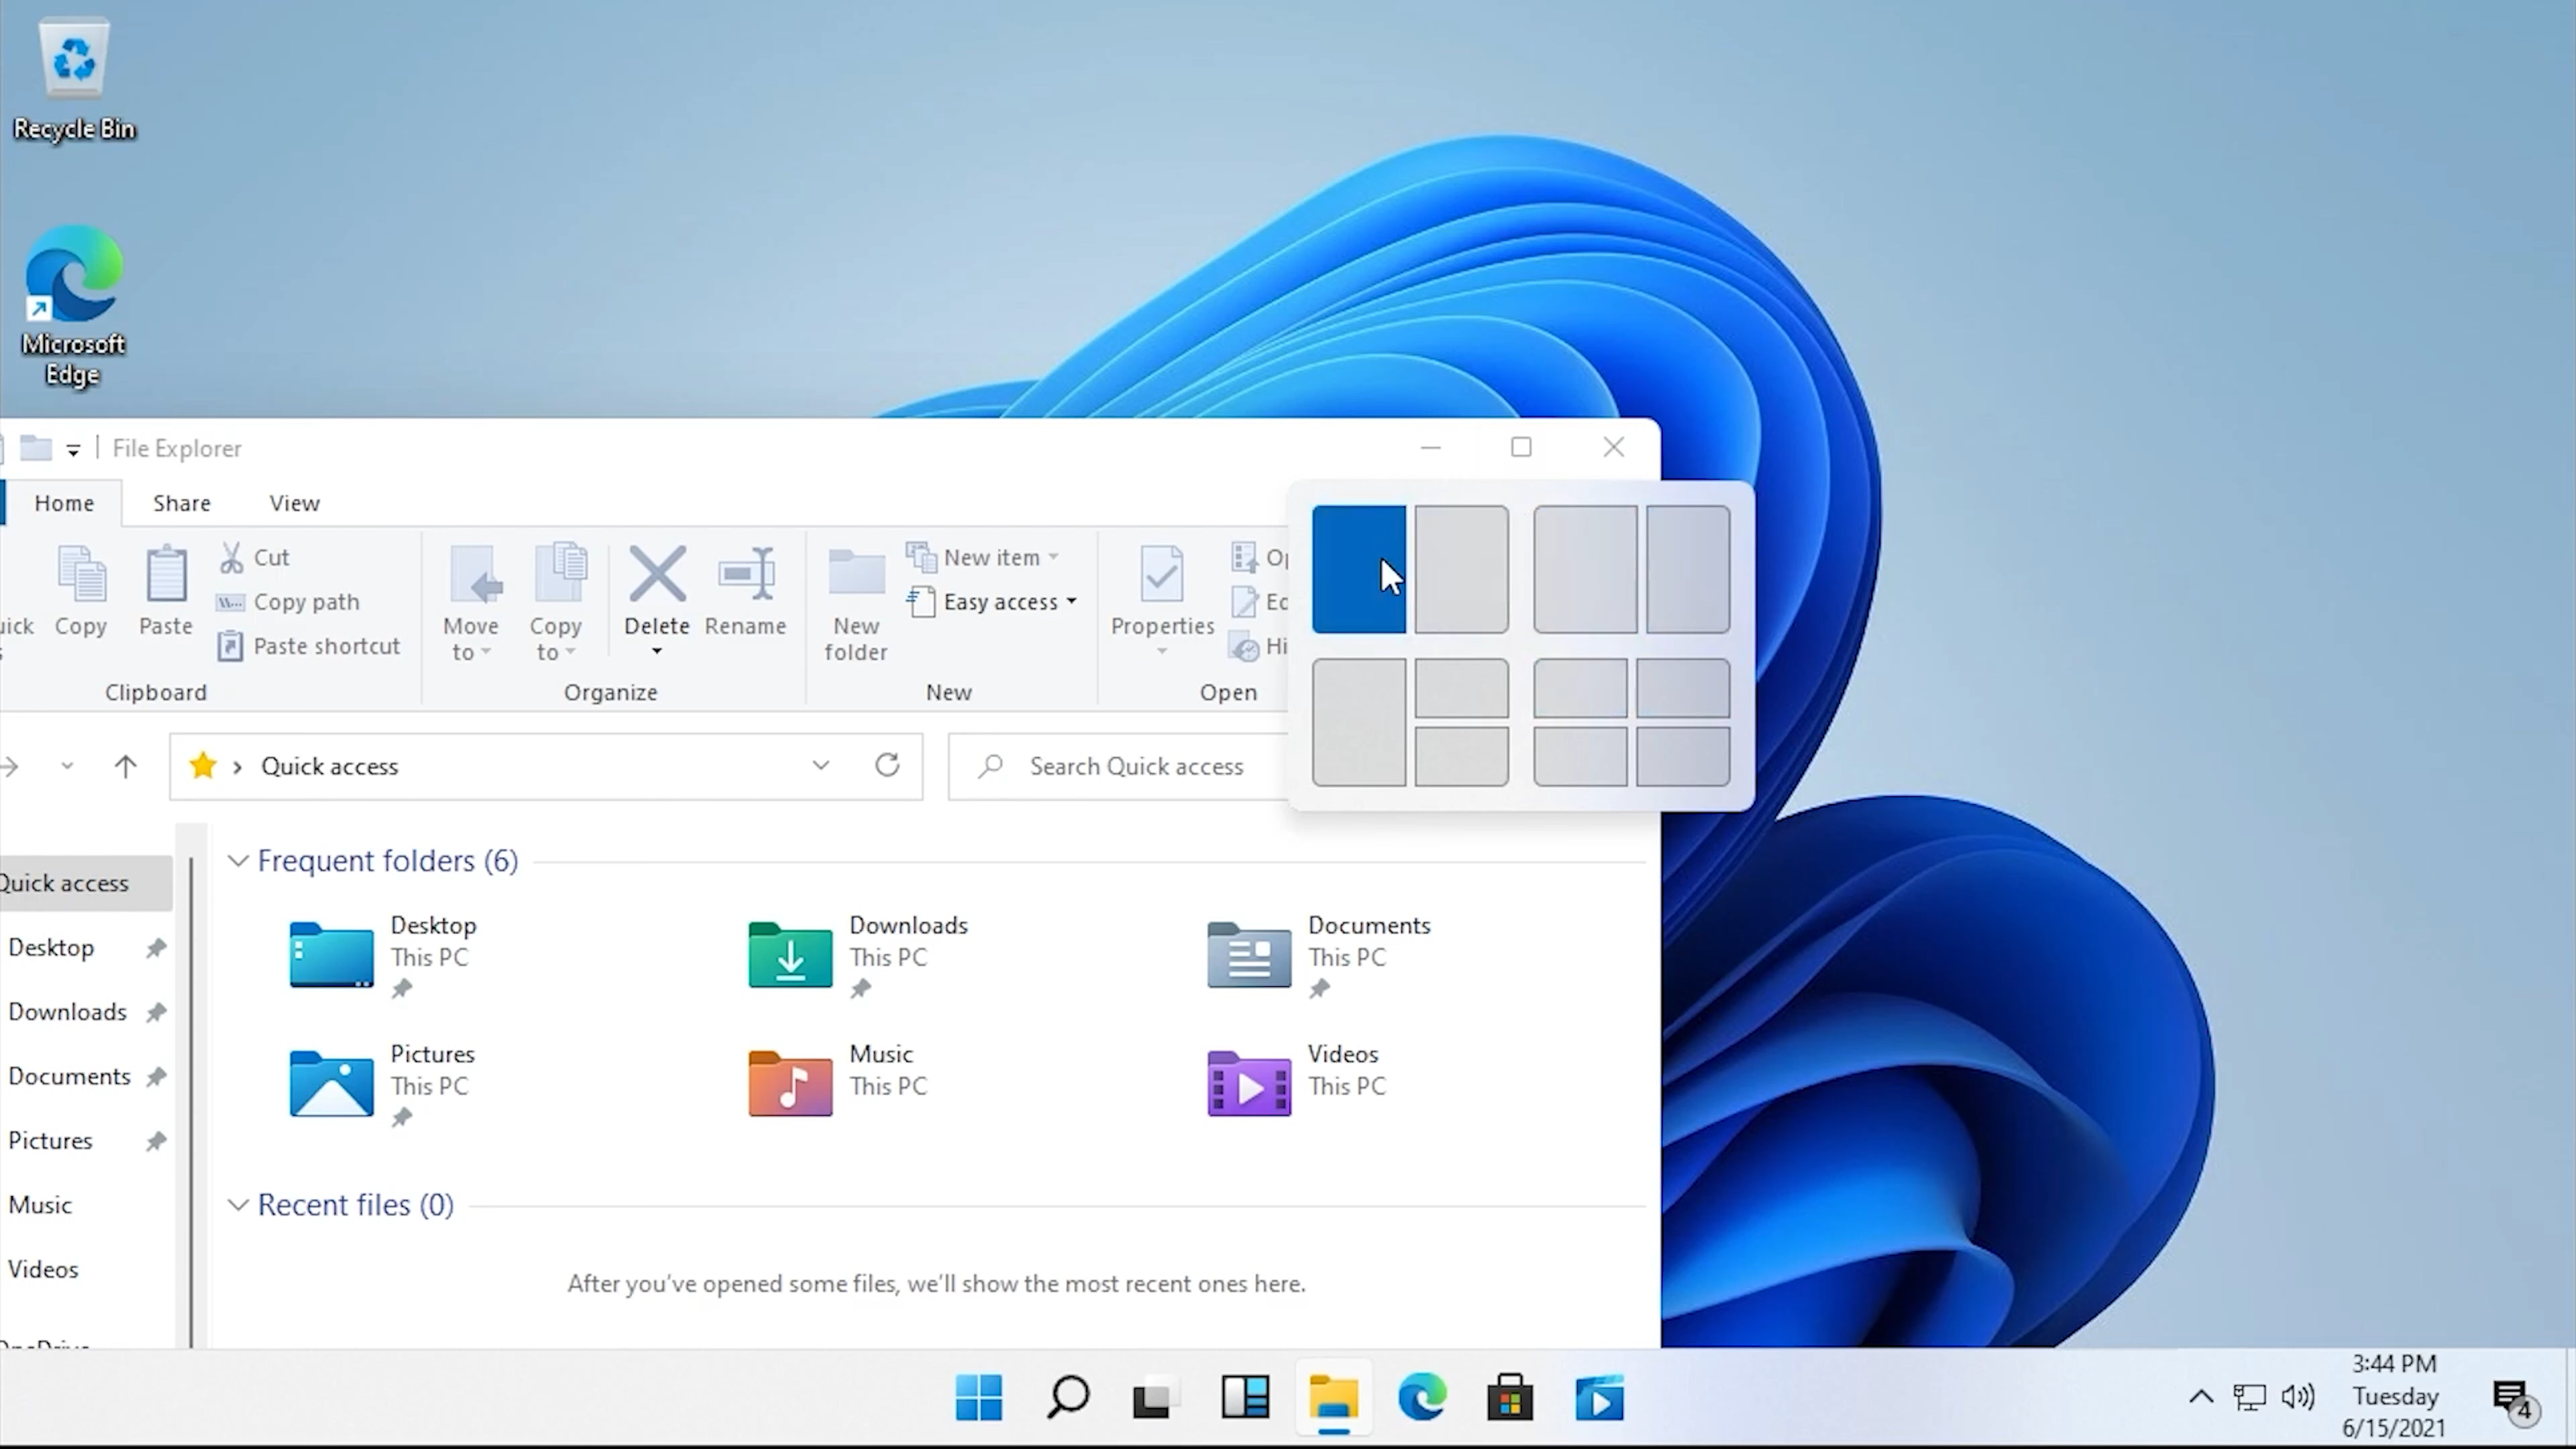 Recycle Bin
Microsoft
Edge
File Explorer
Home Share View
Copy
Paste
Cut
Copy path
Paste shortcut
Clipboard
Move
to
Copy
to
Delete
Rename
Organize
New
folder
New item
Easy access
New
Properties
Open
Quick access
Search Quick access
Quick access
Desktop
Downloads
Documents
Pictures
Music
Videos
Frequent folders (6)
Desktop
This PC
Downloads
This PC
Documents
This PC
Pictures
This PC
Music
This PC
Videos
This PC
Recent files (0)
After you've opened some files, we'll show the most recent ones here.
3:44 PM
Tuesday
6/15/2021
4